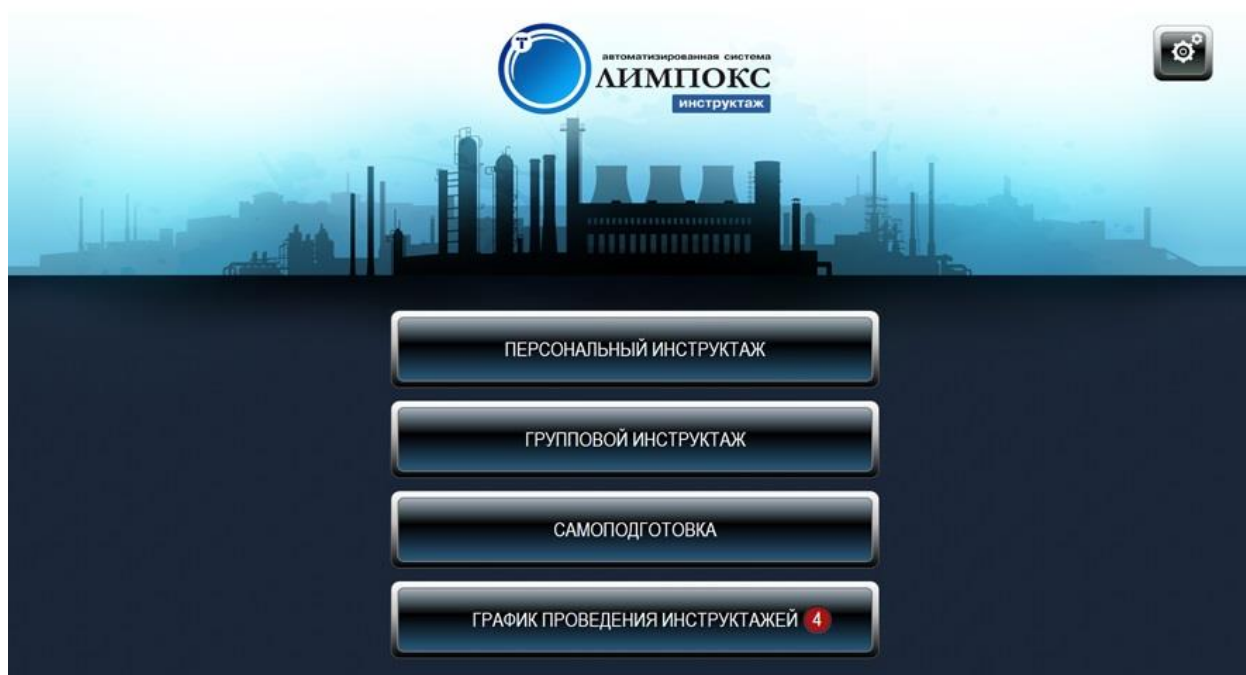 Т
автоматизированная система
ЛИМПОКС
инструктаж
ПЕРСОНАЛЬНЫЙ ИНСТРУКТАЖ
ГРУППОВОЙ ИНСТРУКТАЖ
САМОПОДГОТОВКА
ГРАФИК ПРОВЕДЕНИЯ ИНСТРУКТАЖЕЙ 4